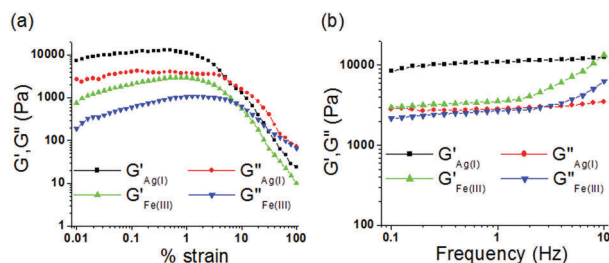 (a)
(b)
G',G" (Pa)
10000
1000
100
10
1
G'Ag(I)
G"Ag(I)
G'Fe(III)
G"Fe(III)
0.01
0.1
1
10
100
% strain
G',G" (Pa)
10000
1000
100
G'Ag(I)
G"Ag(I)
G'Fe(III)
G"Fe(III)
0.1
1
10
Frequency (Hz)